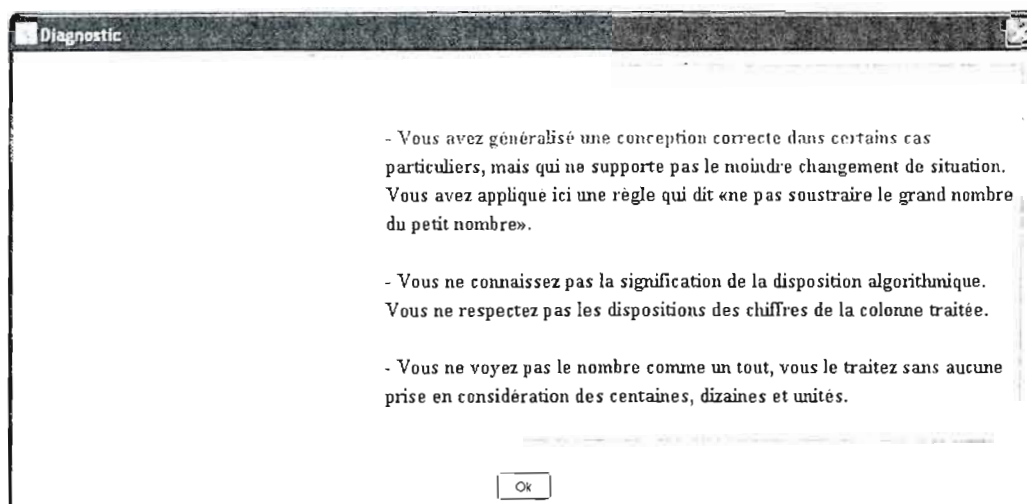 Diagnostic
- Vous avez généralisé une conception correcte dans certains cas
particuliers, mais qui ne supporte pas le moindre changement de situation.
Vous avez appliqué ici une règle qui dit «ne pas soustraire le grand nombre
du petit nombre».
- Vous ne connaissez pas la signification de la disposition algorithmique.
Vous ne respectez pas les dispositions des chiffres de la colonne traitée.
- Vous ne voyez pas le nombre comme un tout, vous le traitez sans aucune
prise en considération des centaines, dizaines et unités.
Ok